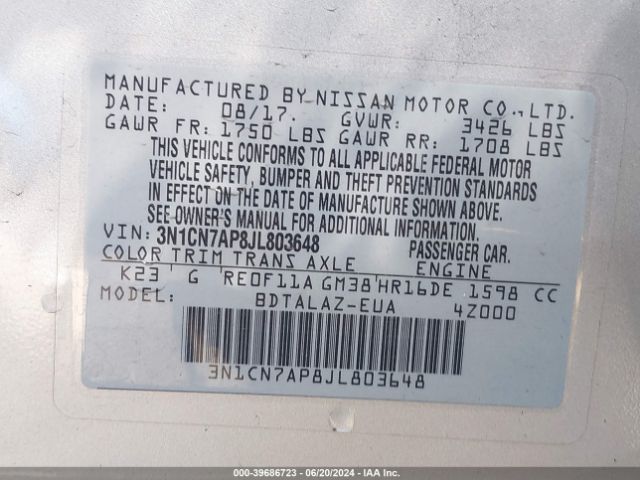 MANUFACTURED BY NISSAN MOTOR CO., LTD.
DATE: 08/17. GVWR: 3426 LBS
GAWR FR: 1750 LBS GAWR RR: 1708 LBS
THIS VEHICLE CONFORMS TO ALL APPLICABLE FEDERAL MOTOR
VEHICLE SAFETY, BUMPER AND THEFT PREVENTION STANDARDS
IN EFFECT ON THE DATE OF MANUFACTURE SHOWN ABOVE.
SEE OWNER'S MANUAL FOR ADDITIONAL INFORMATION.
VIN: 3N1CN7AP8JL803648 PASSENGER CAR.
COLOR TRIM TRANS AXLE ENGINE
K23 G RE0F11A GM38 HR16DE 1598 CC
MODEL: BDTALAZ-EUA 4Z000
3N1CN7AP8JL803648
000-39686723 - 06/20/2024 - IAA Inc.